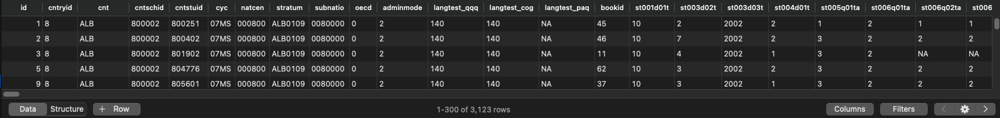 id cntryid cnt cntschid cntstuid cyc natcen stratum subnatio oecd adminmode langtest_qqq langtest_cog langtest_paq bookid st001d01t st003d02t st003d03t st004d01t st005q01ta st006q01ta st006q02ta st006
1 8 ALB 800002 800251 07MS 000800 ALB0109 0080000 0 2 140 140 NA 45 10 2 2002 2 1 2 1 1
2 8 ALB 800002 800402 07MS 000800 ALB0109 0080000 0 2 140 140 NA 46 10 7 2002 2 3 2 2 2
3 8 ALB 800002 801902 07MS 000800 ALB0109 0080000 0 2 140 140 NA 11 10 4 2002 1 3 2 NA NA
5 8 ALB 800002 804776 07MS 000800 ALB0109 0080000 0 2 140 140 NA 62 10 3 2002 2 3 2 2 2
9 8 ALB 800002 805601 07MS 000800 ALB0109 0080000 0 2 140 140 NA 37 10 3 2002 1 3 2 2 2
Data Structure + Row 1-300 of 3,123 rows Columns Filters